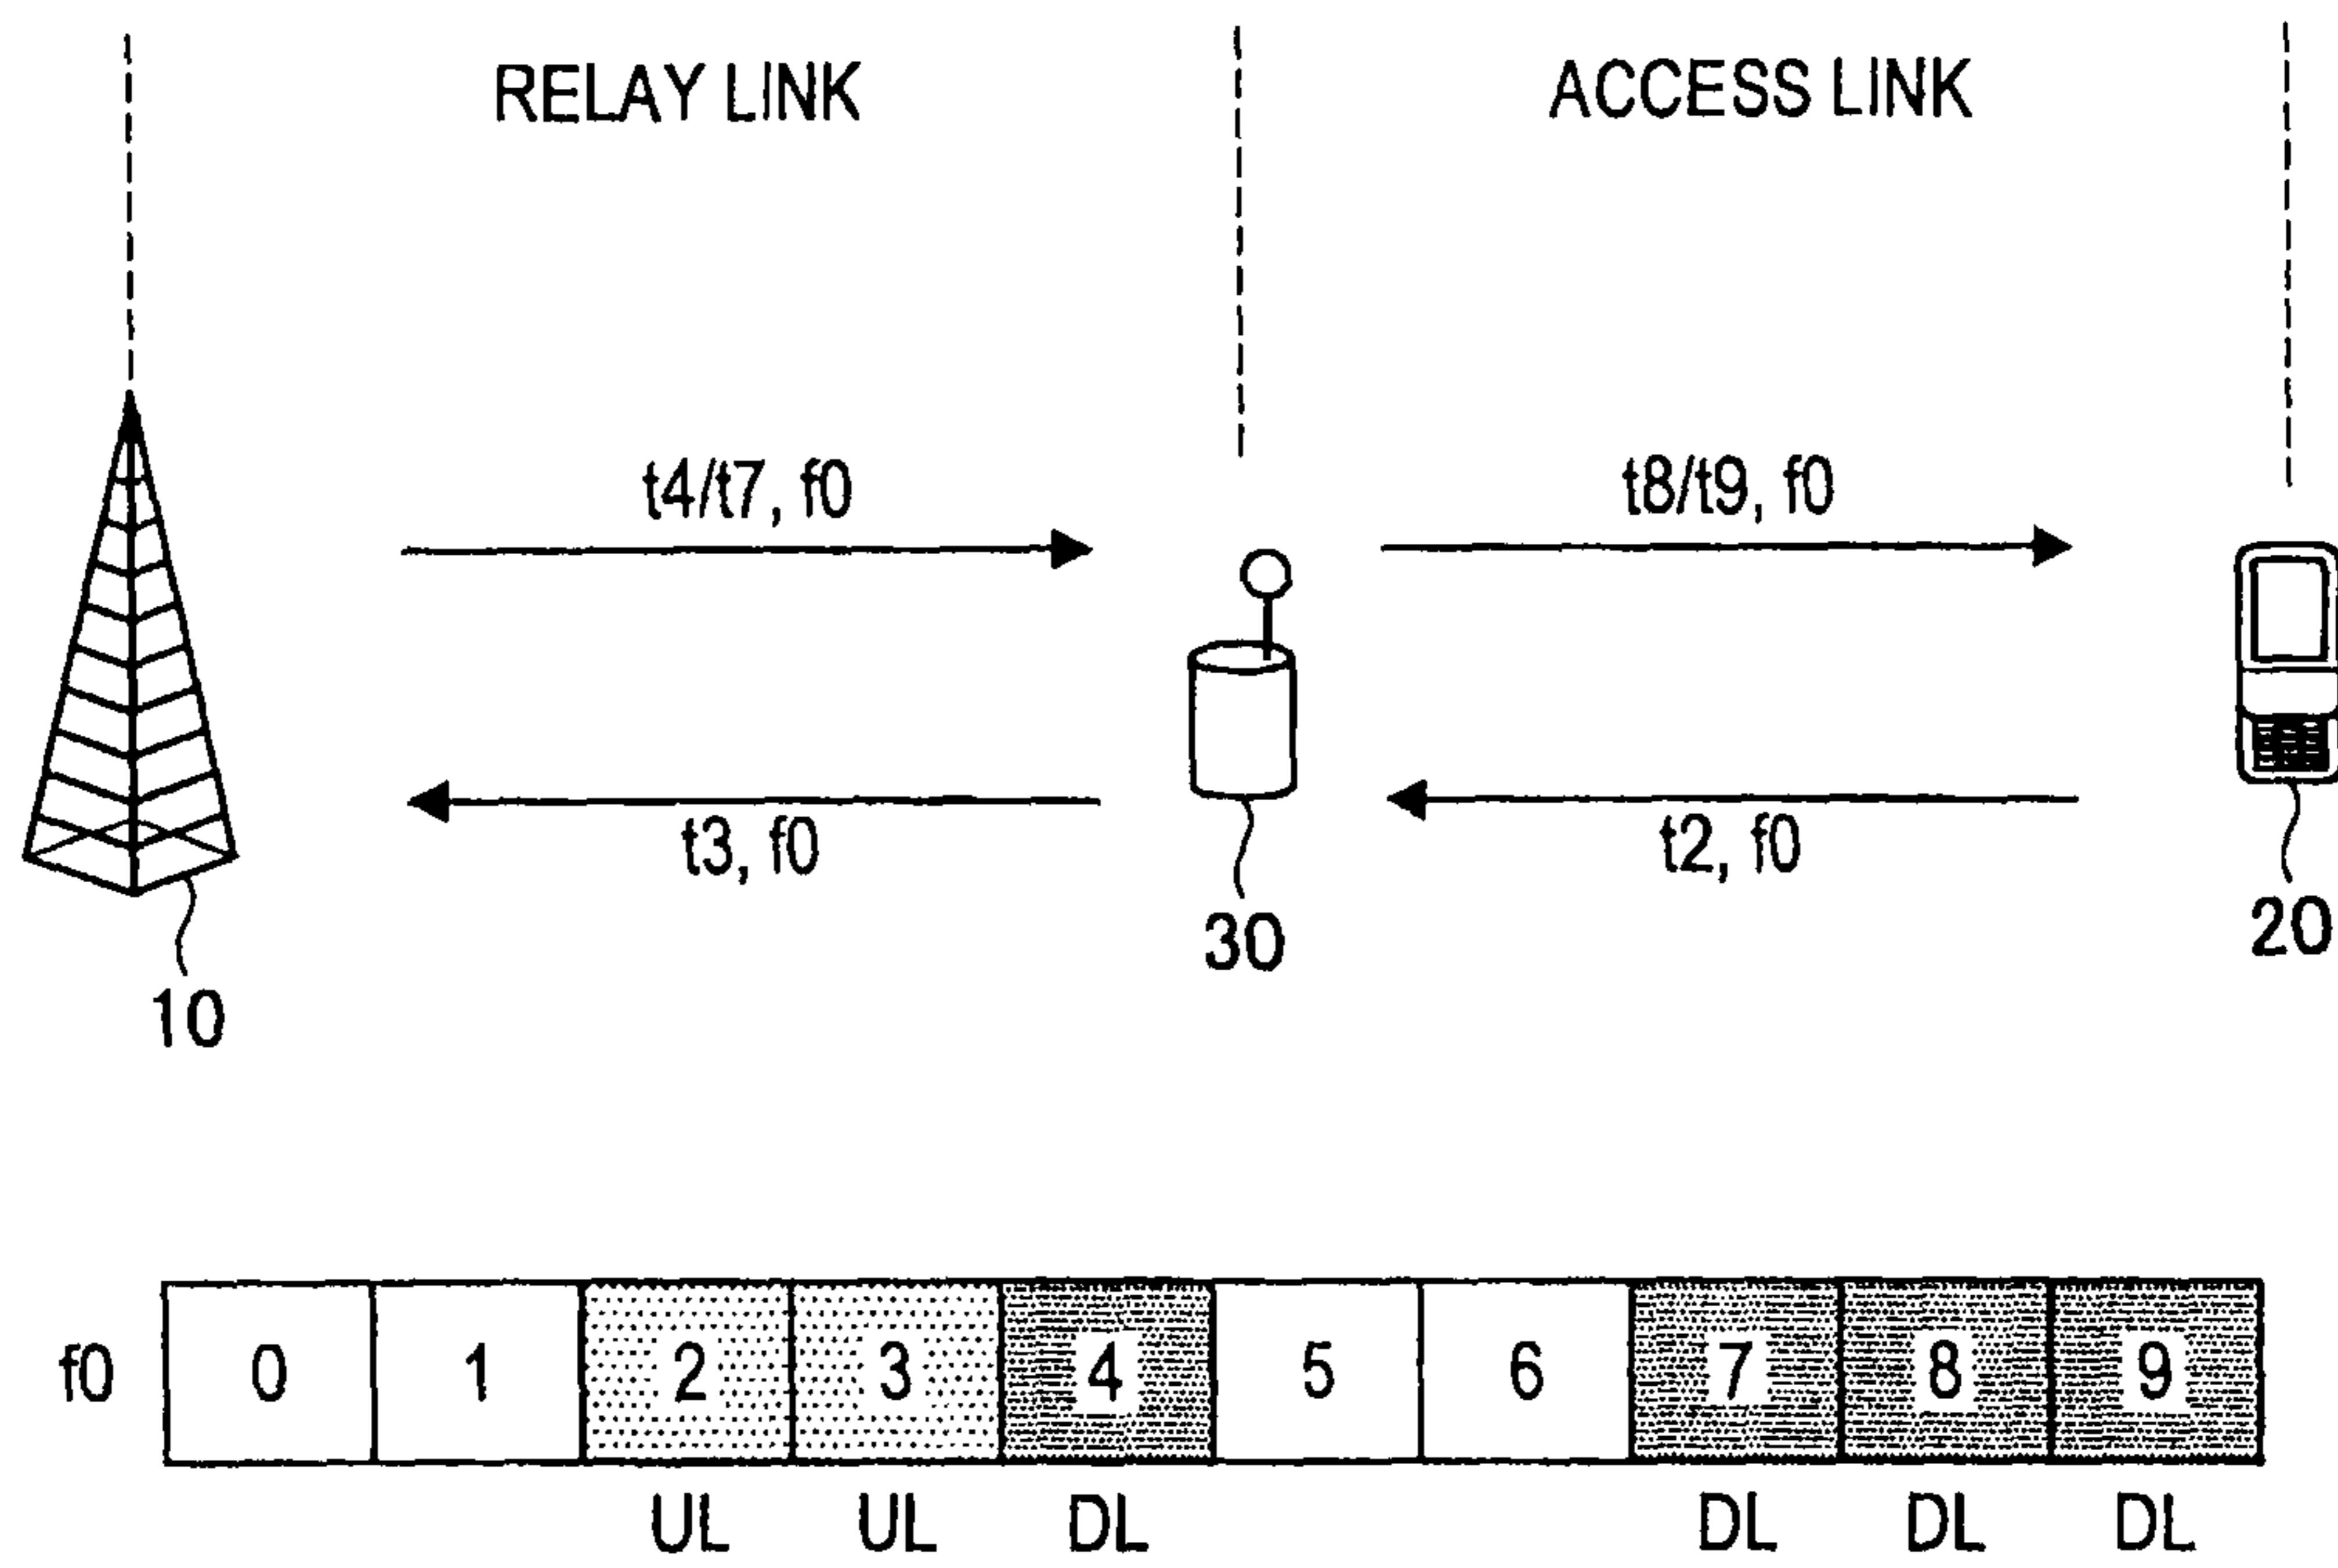 RELAY LINK
ACCESS LINK
t4/t7, f0
t8/t9, f0
t3, f0
t2, f0
10
30
20
f0 0 1 2 3 4 5 6 7 8 9
UL UL DL DL DL DL